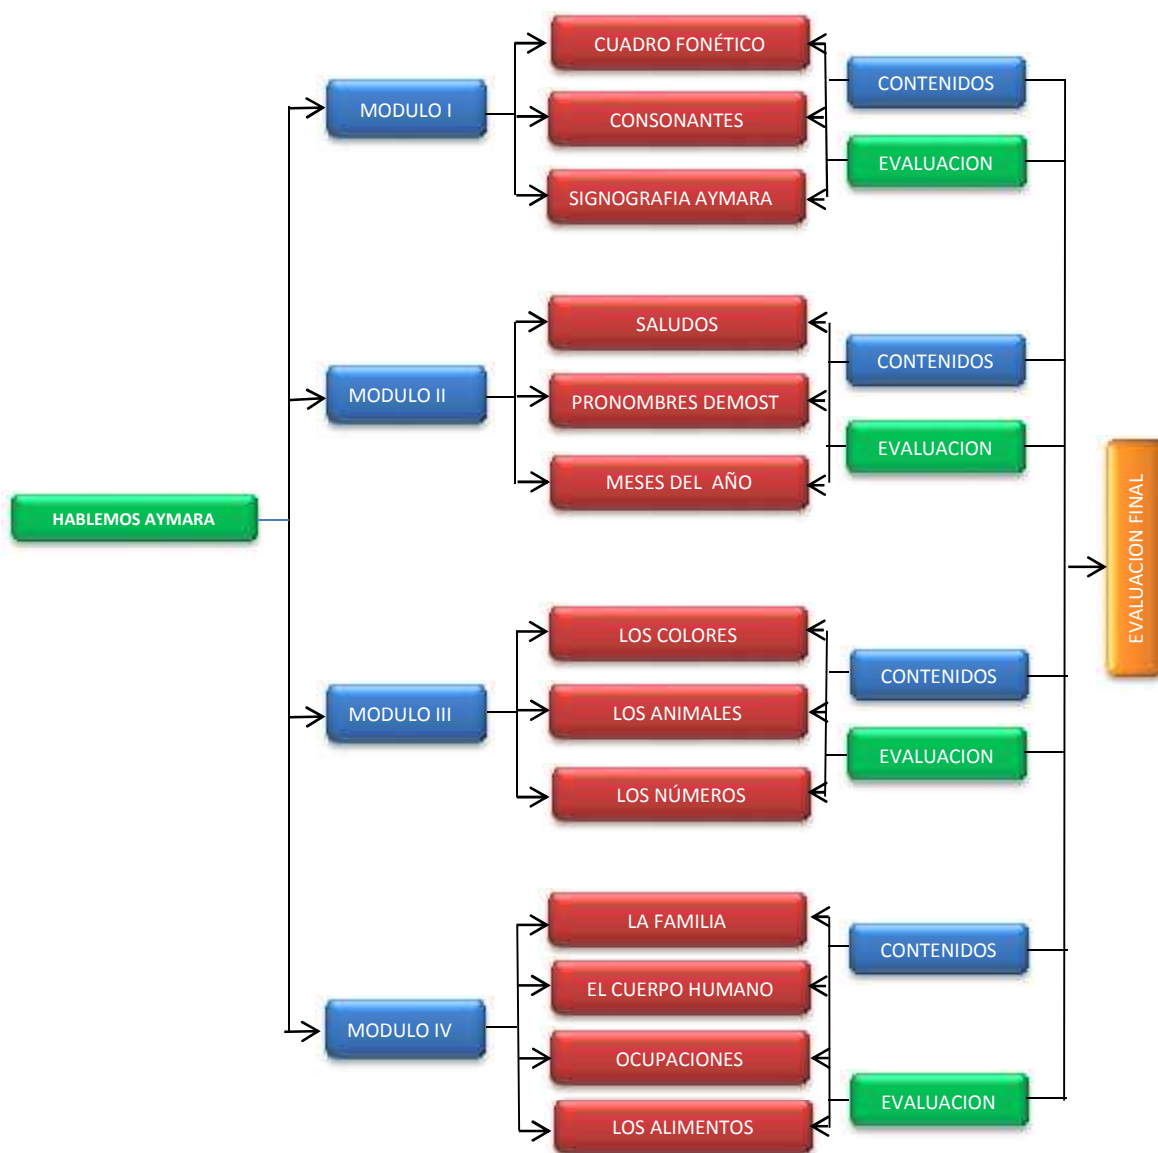 HABLEMOS AYMARA
MODULO I
CUADRO FONÉTICO
CONSONANTES
SIGNOGRAFIA AYMARA
CONTENIDOS
EVALUACION
MODULO II
SALUDOS
PRONOMBRES DEMOST
MESES DEL AÑO
CONTENIDOS
EVALUACION
MODULO III
LOS COLORES
LOS ANIMALES
LOS NÚMEROS
CONTENIDOS
EVALUACION
MODULO IV
LA FAMILIA
EL CUERPO HUMANO
OCUPACIONES
LOS ALIMENTOS
CONTENIDOS
EVALUACION
EVALUACION FINAL